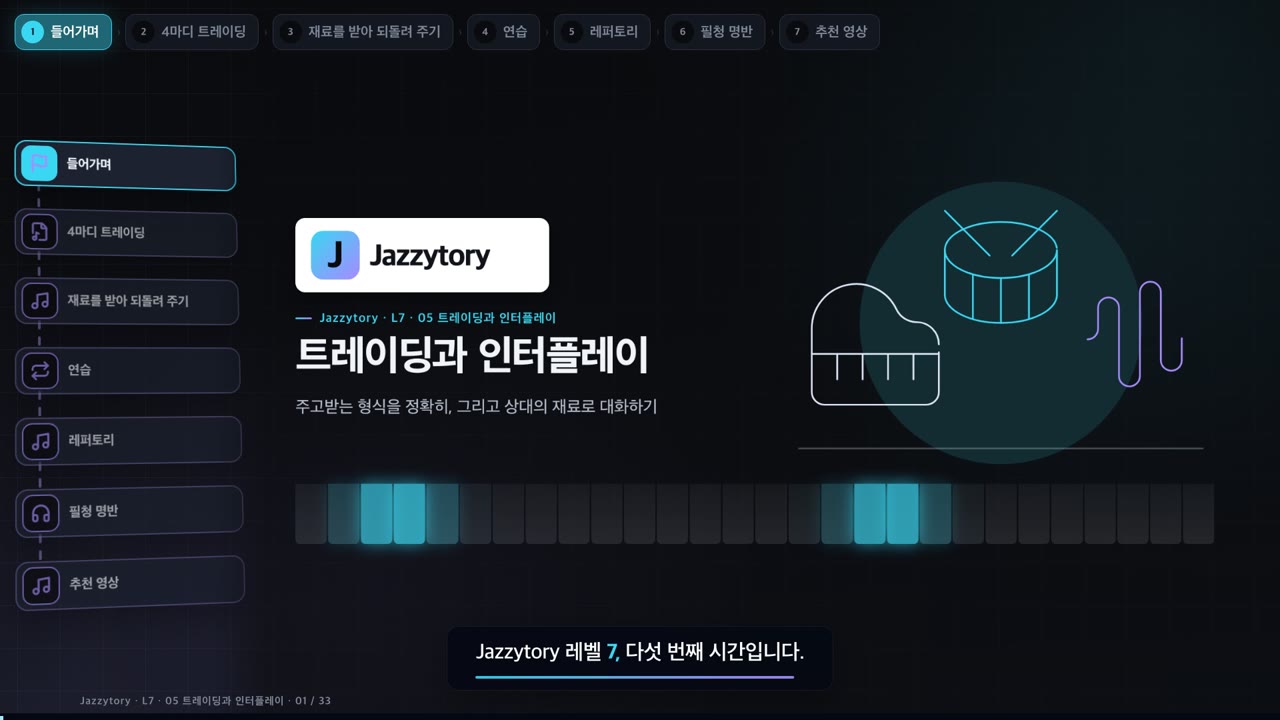 1 들어가며
2 4마디 트레이딩
3 재료를 받아 되돌려 주기
4 연습
5 레퍼토리
6 필청 명반
7 추천 영상
들어가며
4마디 트레이딩
재료를 받아 되돌려 주기
연습
레퍼토리
필청 명반
추천 영상
J Jazzytory
Jazzytory · L7 · 05 트레이딩과 인터플레이
트레이딩과 인터플레이
주고받는 형식을 정확히, 그리고 상대의 재료로 대화하기
Jazzytory 레벨 7, 다섯 번째 시간입니다.
Jazzytory · L7 · 05 트레이딩과 인터플레이 · 01 / 33